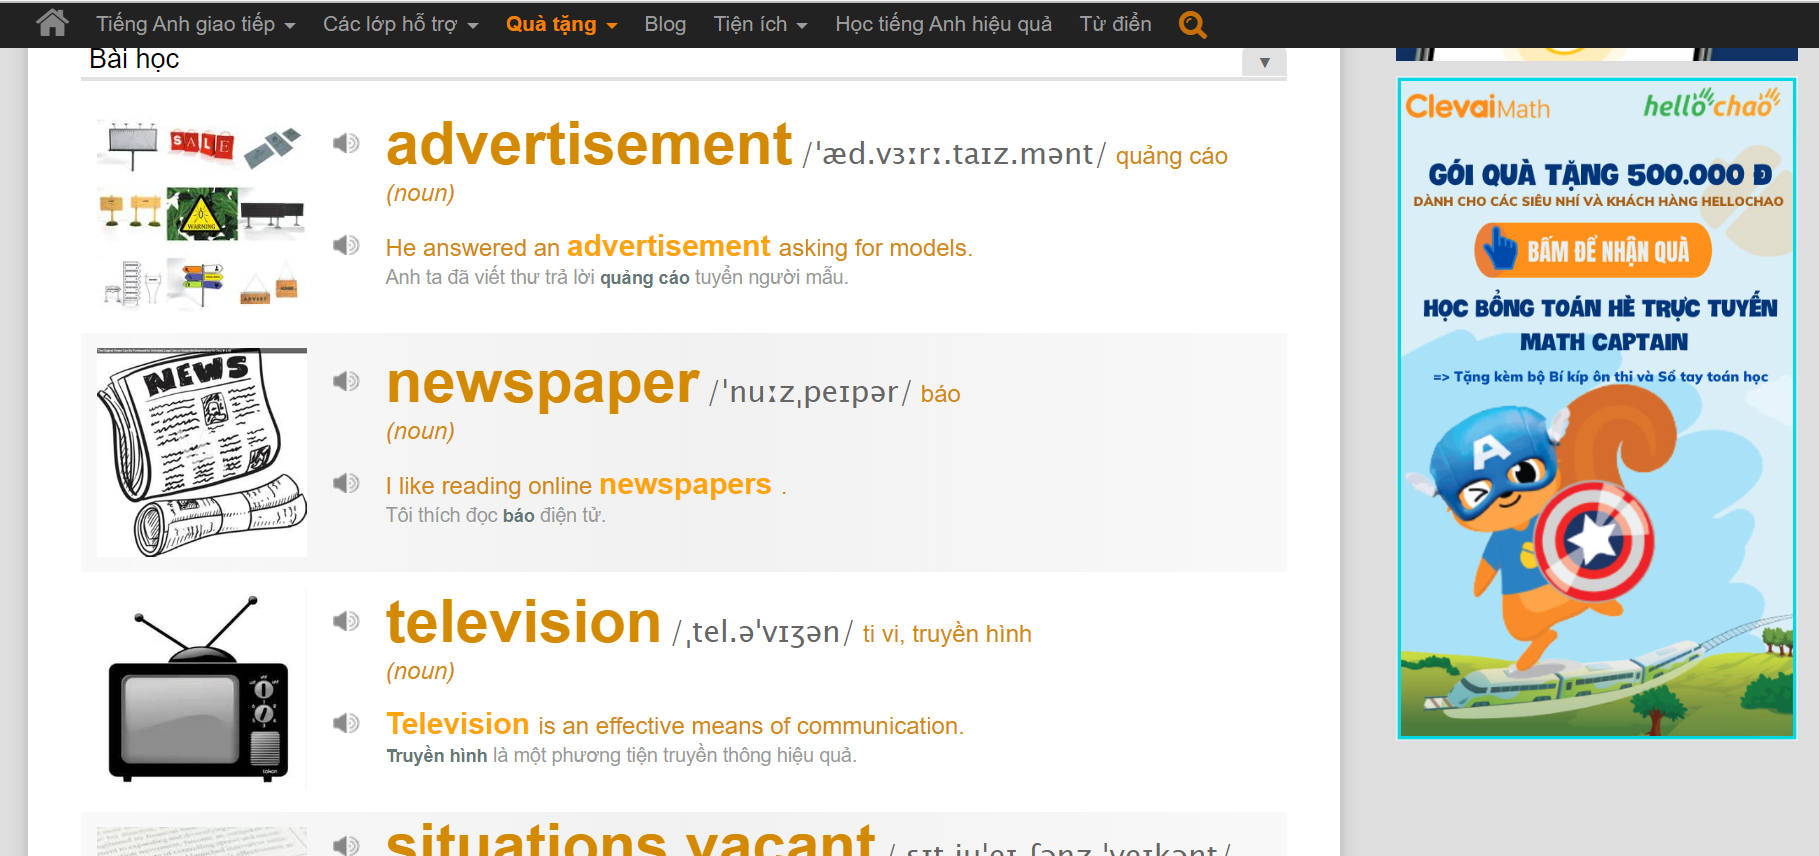 Tiếng Anh giao tiếp Các lớp hỗ trợ Quà tặng Blog Tiện ích Học tiếng Anh hiệu quả Từ điển
Bài học
▼
SALE
WARNING
ADVERT
advertisement /ˈæd.vɜːrː.taɪz.mənt/ quảng cáo
(noun)
He answered an advertisement asking for models.
Anh ta đã viết thư trả lời quảng cáo tuyển người mẫu.
NEWS
newspaper /ˈnuːzˌpeɪpər/ báo
(noun)
I like reading online newspapers .
Tôi thích đọc báo điện tử.
television /ˌtel.əˈvɪʒən/ ti vi, truyền hình
(noun)
Television is an effective means of communication.
Truyền hình là một phương tiện truyền thông hiệu quả.
situations vacant
ClevaiMath hellochao
GÓI QUÀ TẶNG 500.000 Đ
DÀNH CHO CÁC SIÊU NHÍ VÀ KHÁCH HÀNG HELLOCHAO
BẤM ĐỂ NHẬN QUÀ
HỌC BỔNG TOÁN HÈ TRỰC TUYẾN
MATH CAPTAIN
=> Tặng kèm bộ Bí kíp ôn thi và Sổ tay toán học
A